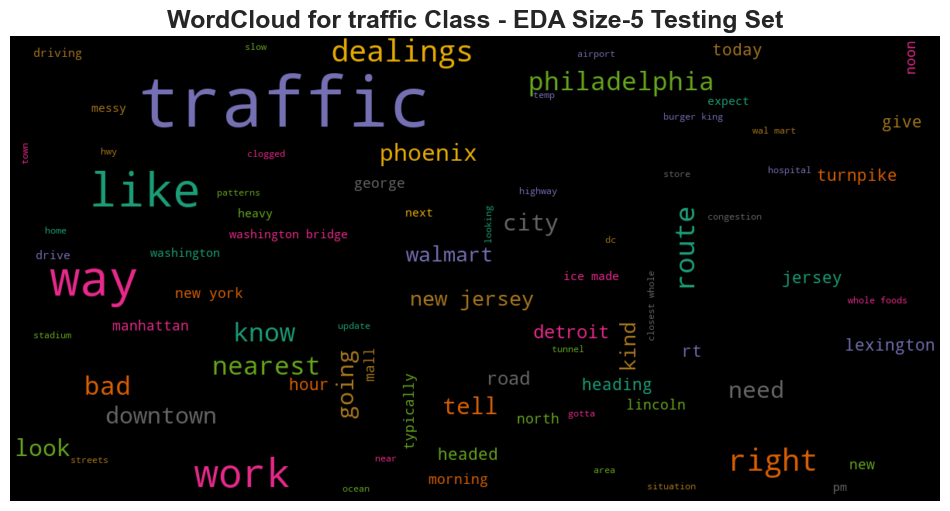 WordCloud for traffic Class - EDA Size-5 Testing Set
driving
slow
dealings
airport
today
noon
traffic
philadelphia
temp
expect
messy
burger king
wal mart
give
town
hwy
clogged
phoenix
george
store
hospital
turnpike
like
patterns
highway
heavy
next
looking
city
route
congestion
home
washington bridge
dc
drive
washington
walmart
ice made
closest whole
jersey
way
new york
new jersey
whole foods
stadium
manhattan
know
update
detroit
kind
rt
lexington
nearest
going
mall
tunnel
bad
hour
road
heading
need
downtown
typically
tell
north
gotta
lincoln
look
streets
work
near
headed
morning
ocean
area
situation
right
new
pm